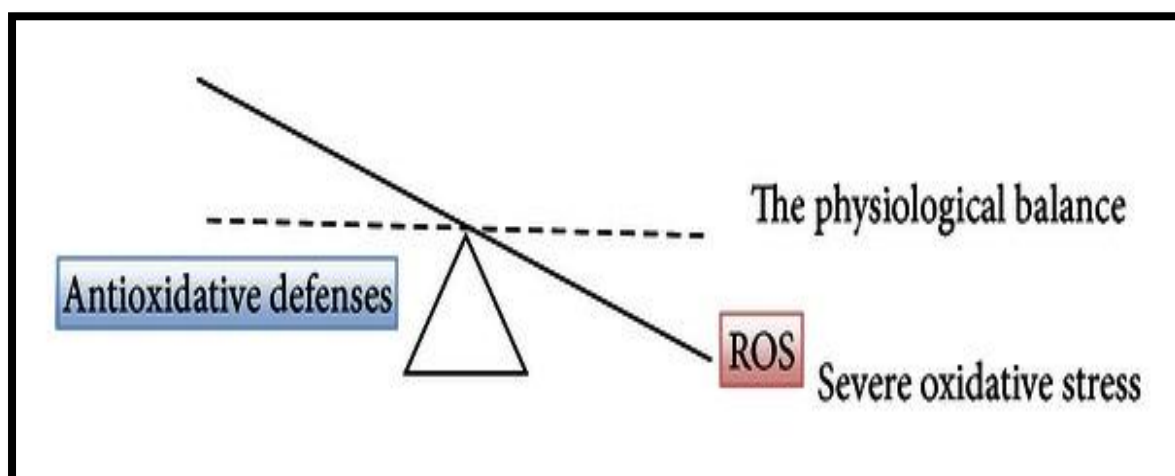 The physiological balance
Antioxidative defenses
ROS
Severe oxidative stress